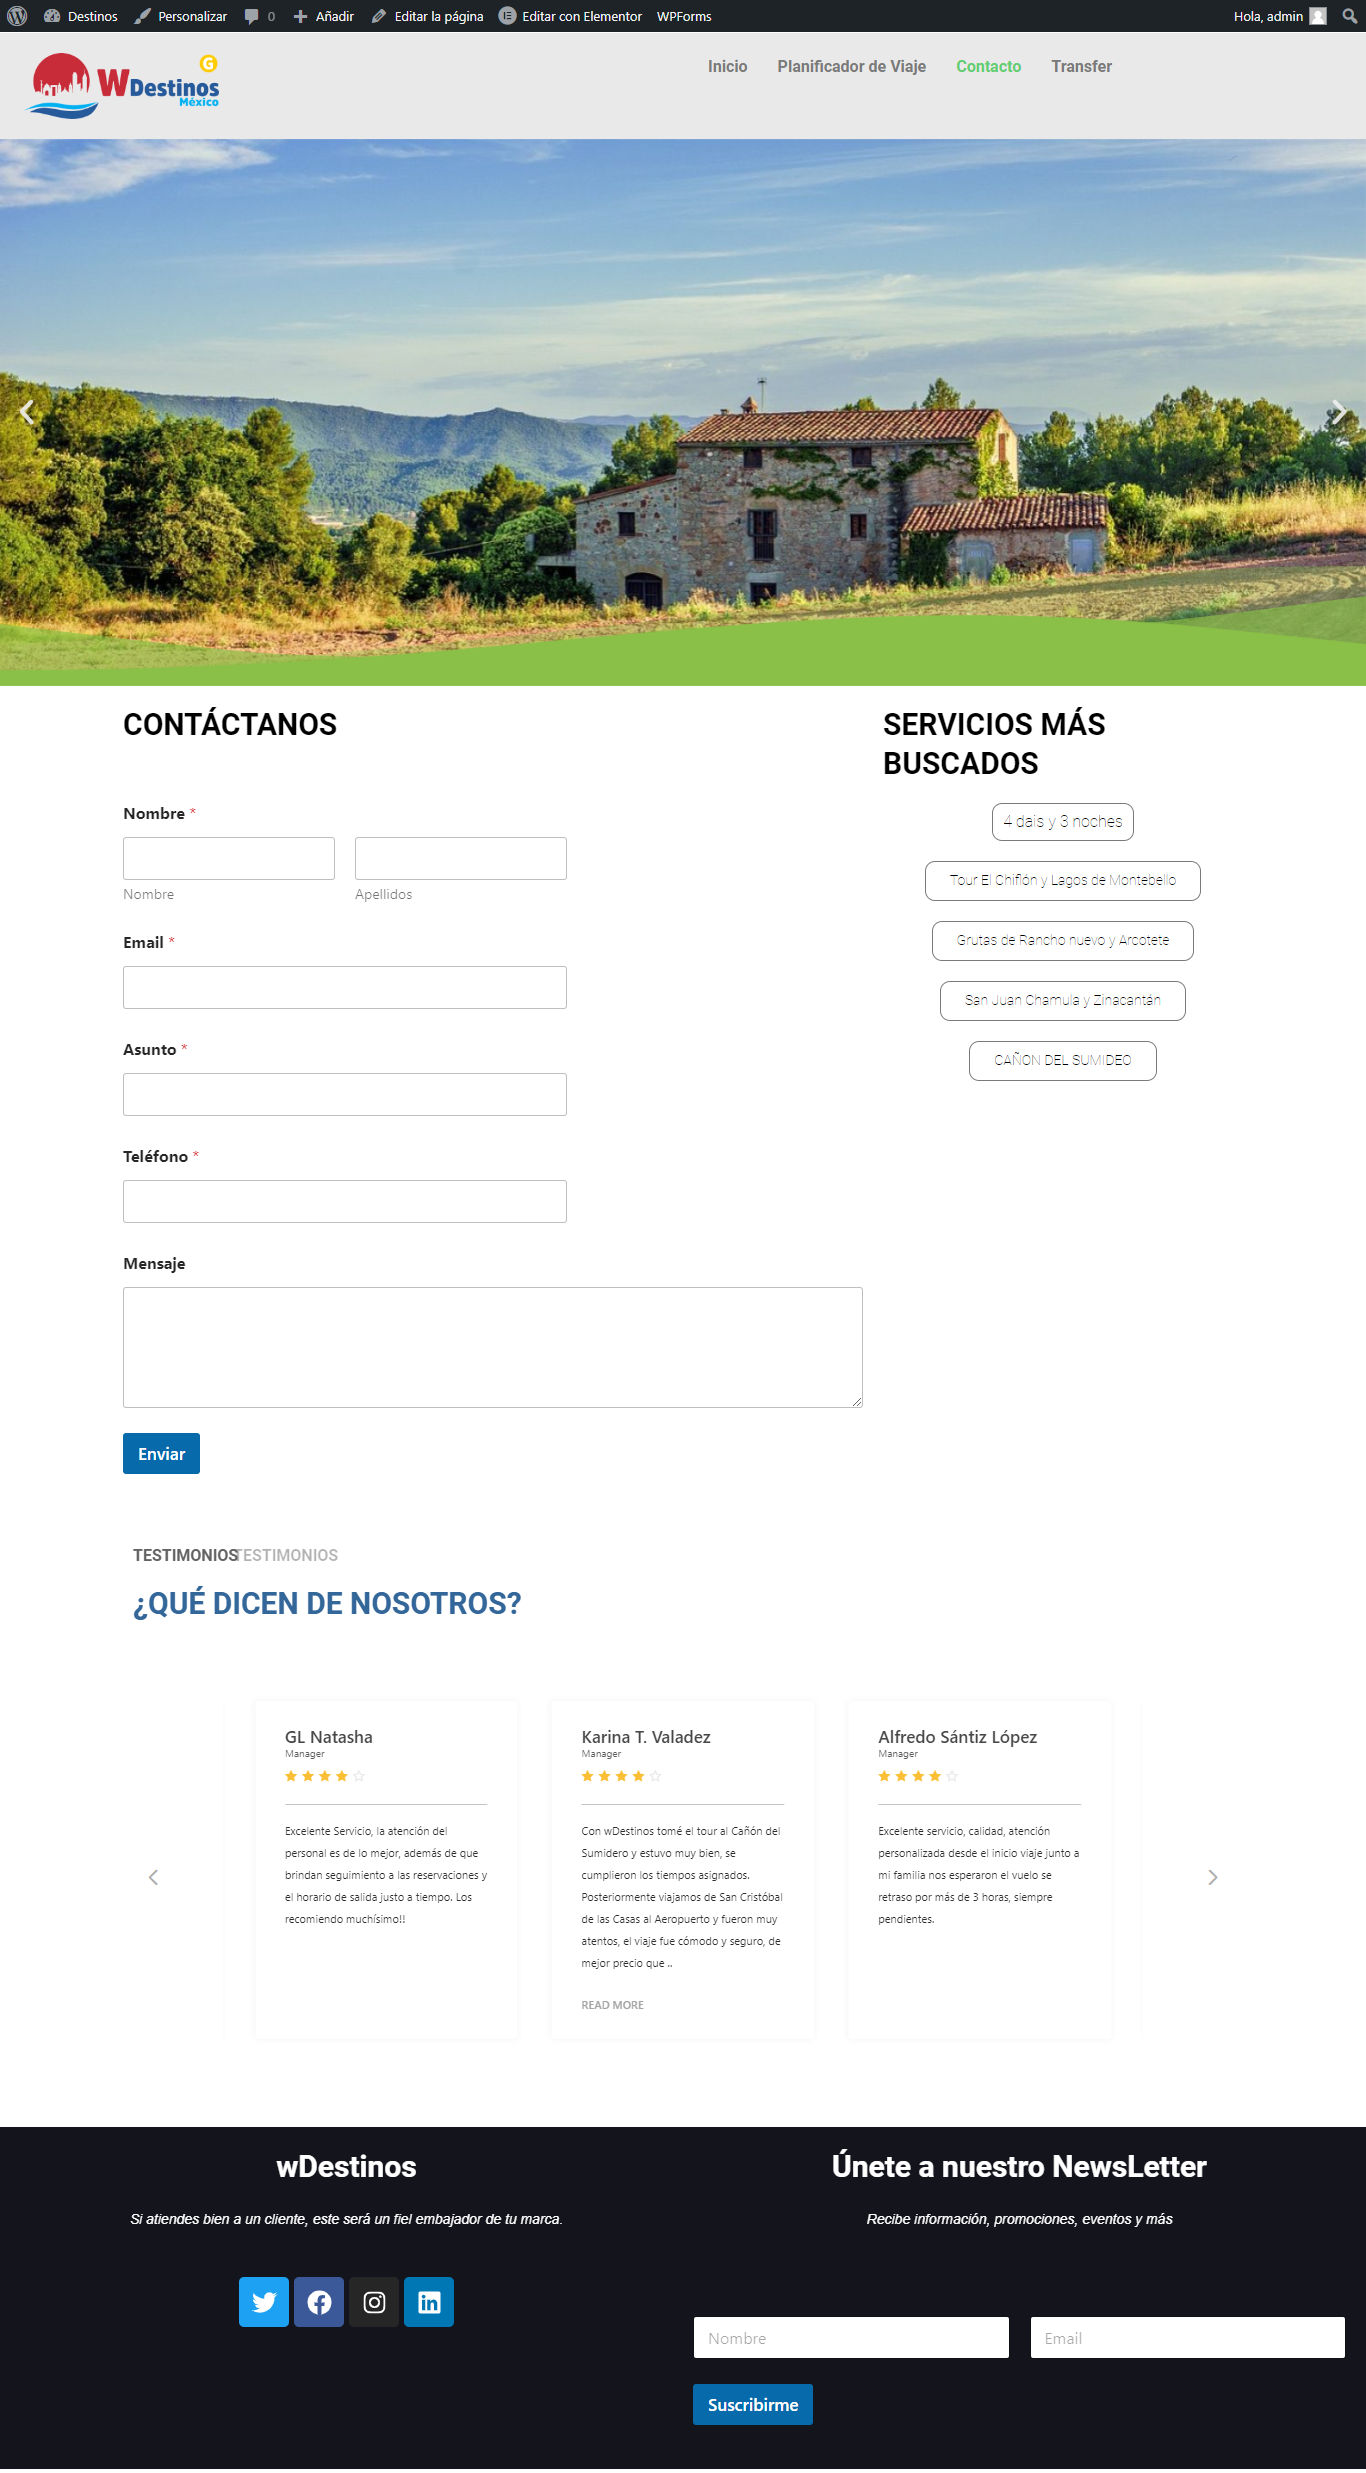 Destinos
Personalizar
0
Añadir
Editar la página
Editar con Elementor
WPForms
Hola, admin
G
WDestinos
México
Inicio
Planificador de Viaje
Contacto
Transfer
CONTÁCTANOS
Nombre *
Nombre
Apellidos
Email *
Asunto *
Teléfono *
Mensaje
Enviar
SERVICIOS MÁS
BUSCADOS
4 dais y 3 noches
Tour El Chiflón y Lagos de Montebello
Grutas de Rancho nuevo y Arcotete
San Juan Chamula y Zinacantán
CAÑON DEL SUMIDEO
TESTIMONIOS
TESTIMONIOS
¿QUÉ DICEN DE NOSOTROS?
GL Natasha
Manager
Excelente Servicio, la atención del
personal es de lo mejor, además de que
brindan seguimiento a las reservaciones y
el horario de salida justo a tiempo. Los
recomiendo muchísimo!!
Karina T. Valadez
Manager
Con wDestinos tomé el tour al Cañón del
Sumidero y estuvo muy bien, se
cumplieron los tiempos asignados.
Posteriormente viajamos de San Cristóbal
de las Casas al Aeropuerto y fueron muy
atentos, el viaje fue cómodo y seguro, de
mejor precio que ..
READ MORE
Alfredo Sántiz López
Manager
Excelente servicio, calidad, atención
personalizada desde el inicio viaje junto a
mi familia nos esperaron el vuelo se
retraso por más de 3 horas, siempre
pendientes.
wDestinos
Si atiendes bien a un cliente, este será un fiel embajador de tu marca.
Únete a nuestro NewsLetter
Recibe información, promociones, eventos y más
Nombre
Email
Suscribirme